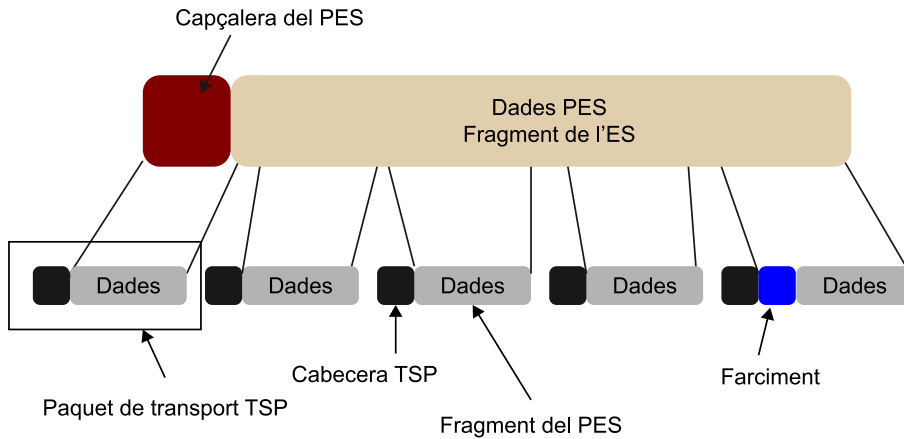 Capçalera del PES
Dades PES
Fragment de l'ES
Dades
Dades
Dades
Dades
Dades
Cabecera TSP
Farciment
Paquet de transport TSP
Fragment del PES